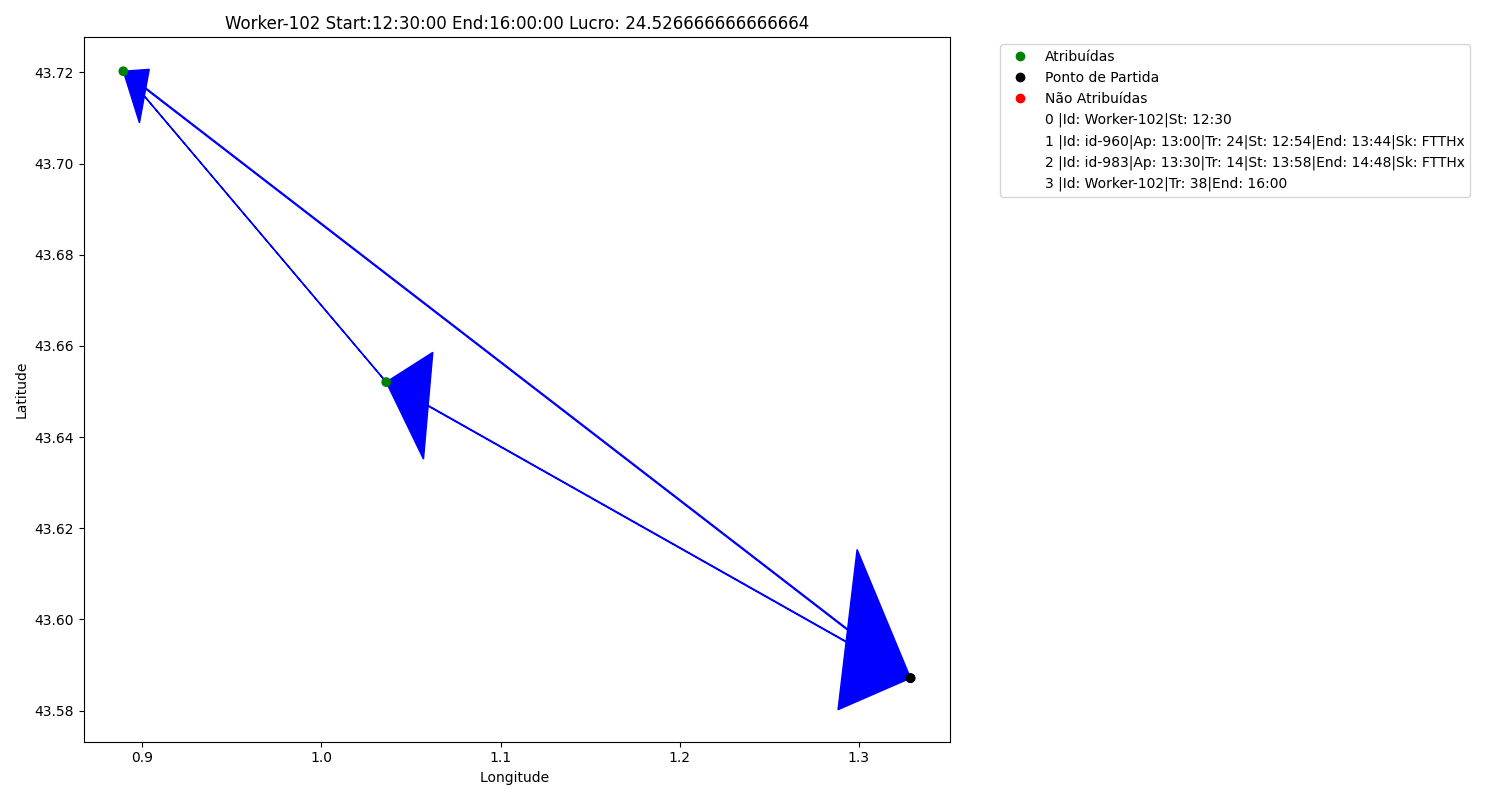 Worker-102 Start:12:30:00 End:16:00:00 Lucro: 24.526666666666664
43.72
43.70
43.68
43.66
43.64
43.62
43.60
43.58
Latitude
0.9
1.0
1.1
1.2
1.3
Longitude
Atribuídas
Ponto de Partida
Não Atribuídas
0 |Id: Worker-102|St: 12:30
1 |Id: id-960|Ap: 13:00|Tr: 24|St: 12:54|End: 13:44|Sk: FTTHx
2 |Id: id-983|Ap: 13:30|Tr: 14|St: 13:58|End: 14:48|Sk: FTTHx
3 |Id: Worker-102|Tr: 38|End: 16:00